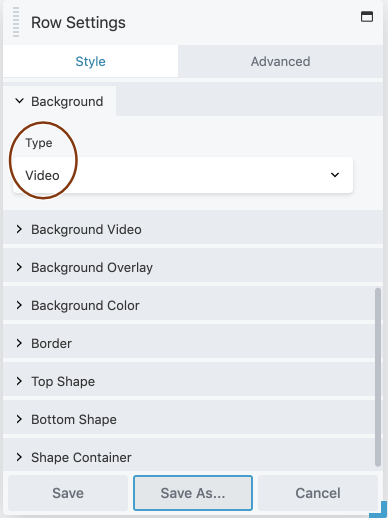 Row Settings
Style Advanced
Background
Type
Video
Background Video
Background Overlay
Background Color
Border
Top Shape
Bottom Shape
Shape Container
Save Save As... Cancel